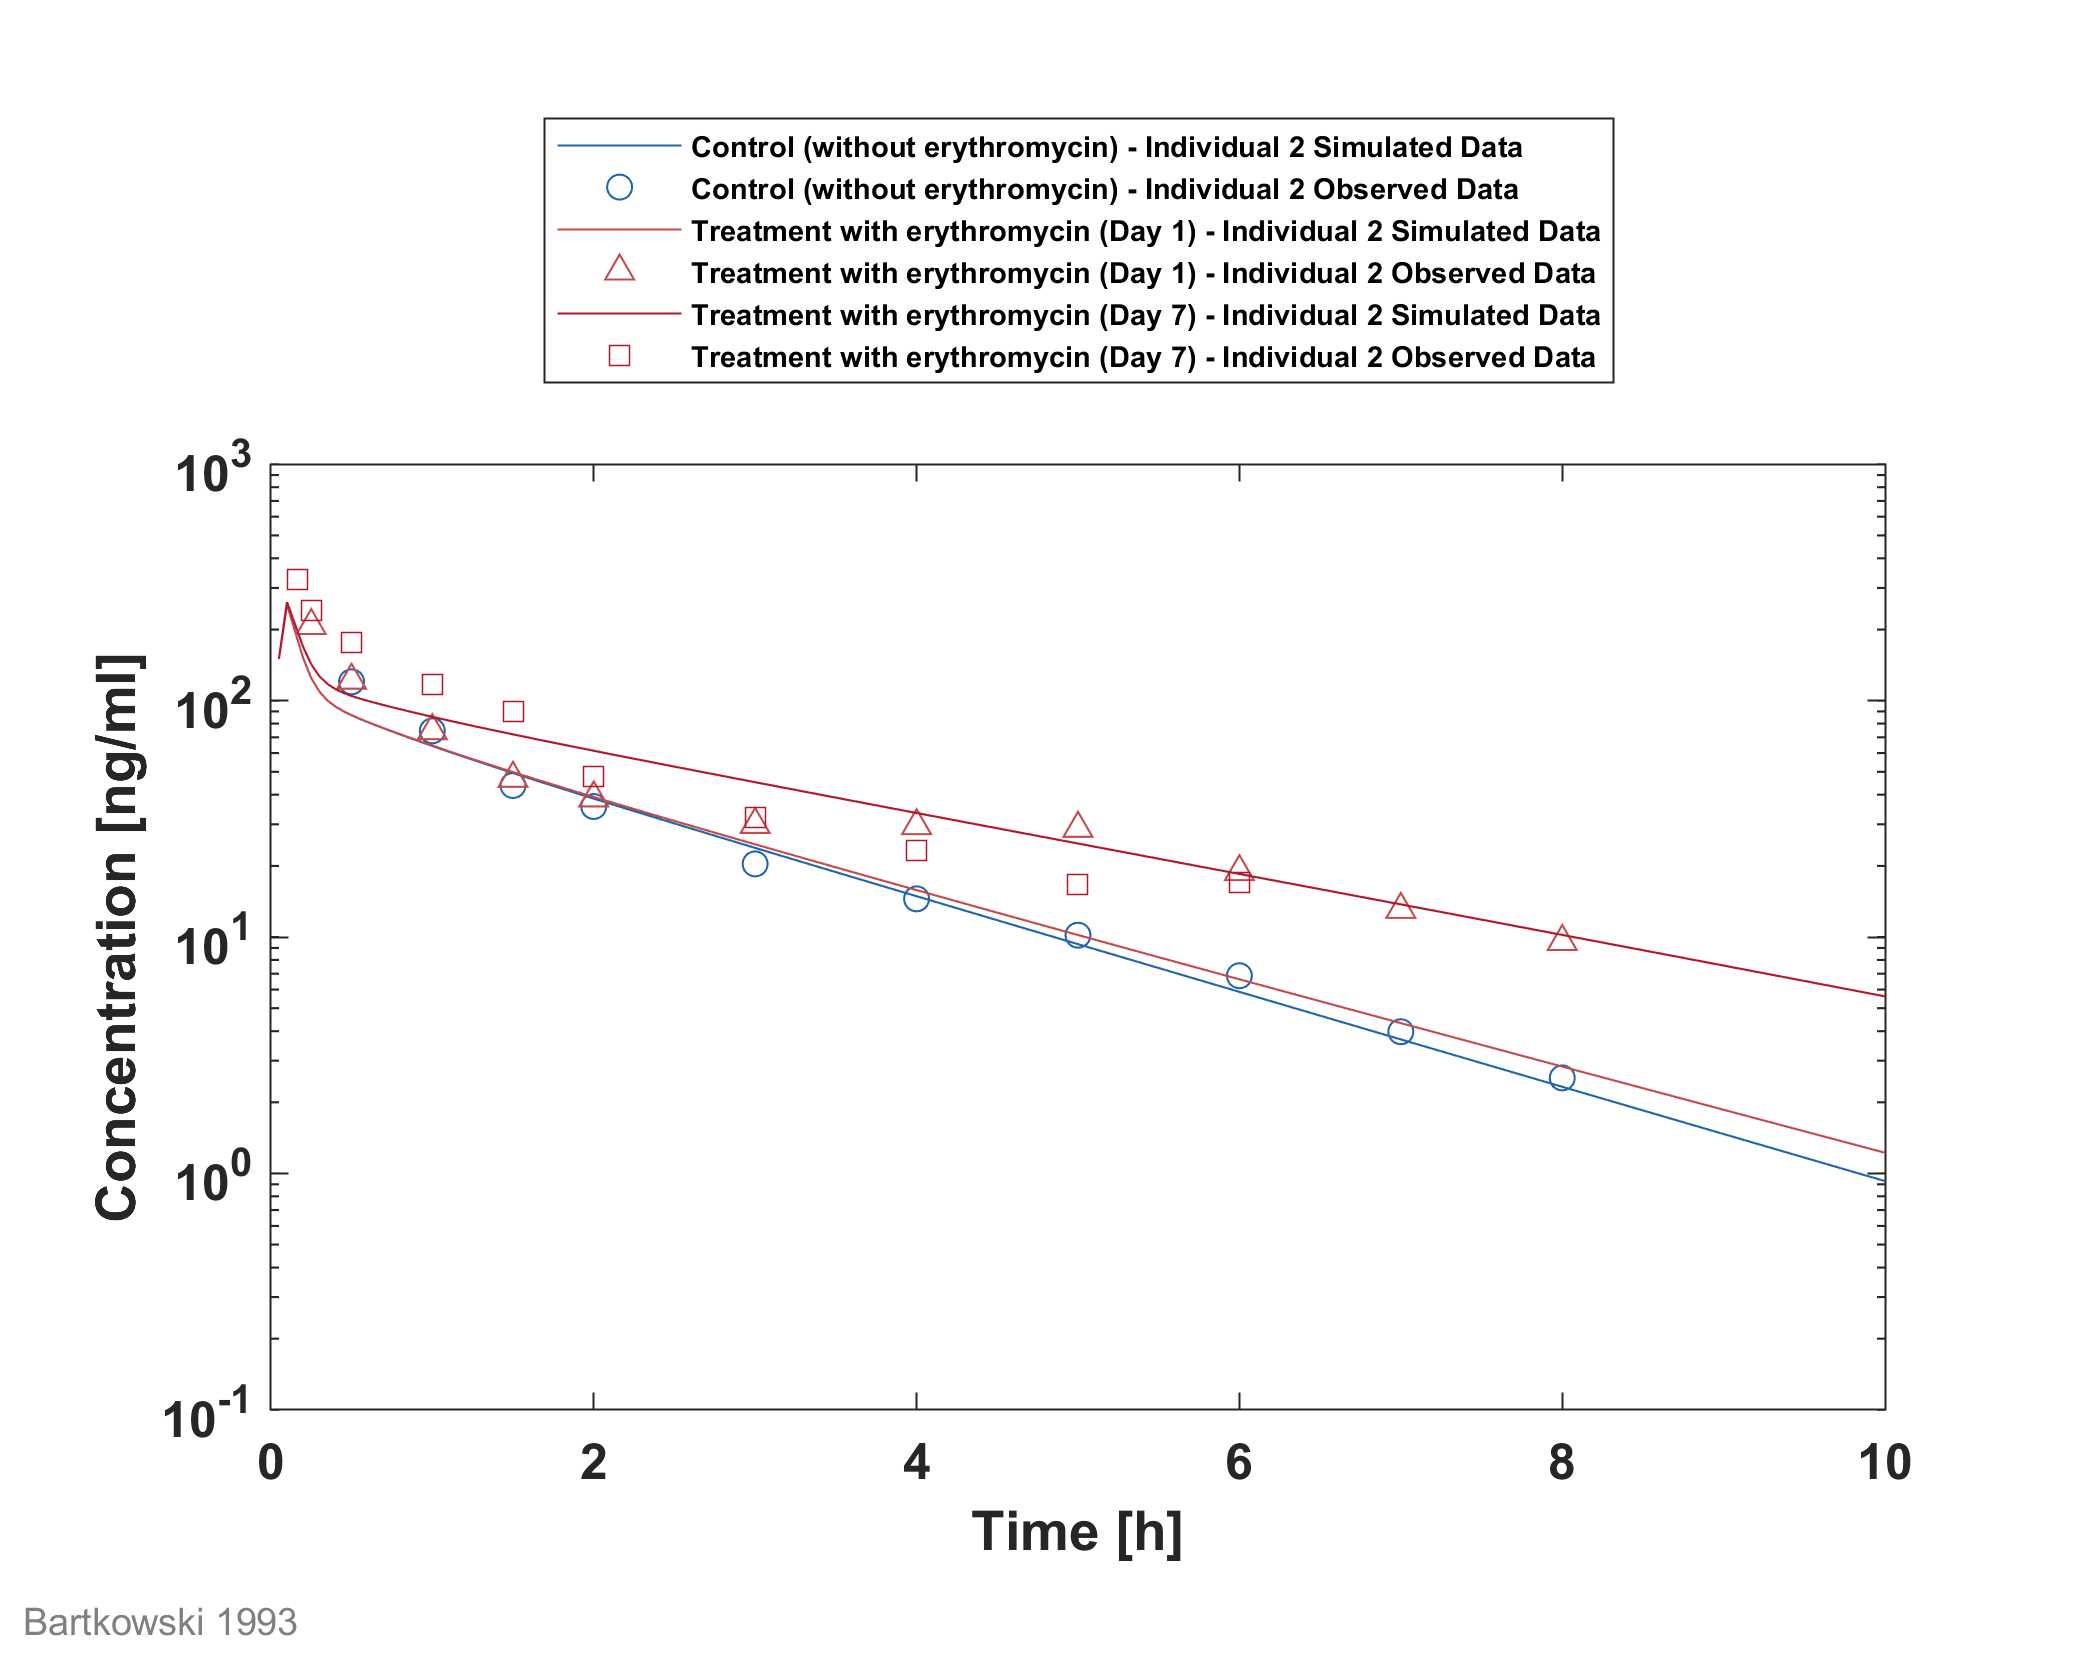 Control (without erythromycin) - Individual 2 Simulated Data
Control (without erythromycin) - Individual 2 Observed Data
Treatment with erythromycin (Day 1) - Individual 2 Simulated Data
Treatment with erythromycin (Day 1) - Individual 2 Observed Data
Treatment with erythromycin (Day 7) - Individual 2 Simulated Data
Treatment with erythromycin (Day 7) - Individual 2 Observed Data
10^3
10^2
10^1
10^0
10^-1
Concentration [ng/ml]
0 2 4 6 8 10
Time [h]
Bartkowski 1993